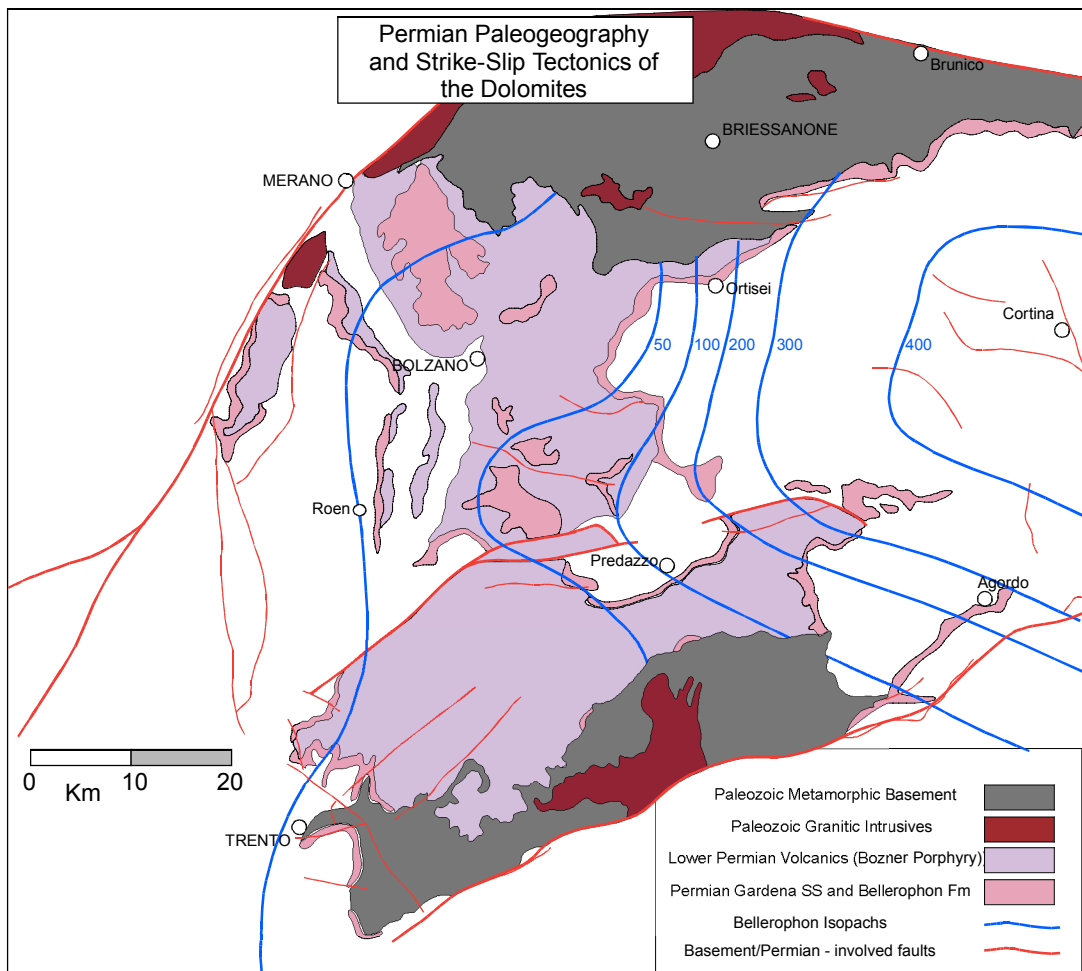 Permian Paleogeography
and Strike-Slip Tectonics of
the Dolomites
Brunico
BRIESSANONE
MERANO
Ortisei
Cortina
BOLZANO
50
100
200
300
400
Roen
Predazzo
Agordo
0
10
20
Km
TRENTO
Paleozoic Metamorphic Basement
Paleozoic Granitic Intrusives
Lower Permian Volcanics (Bozner Porphyry)
Permian Gardena SS and Bellerophon Fm
Bellerophon Isopachs
Basement/Permian - involved faults